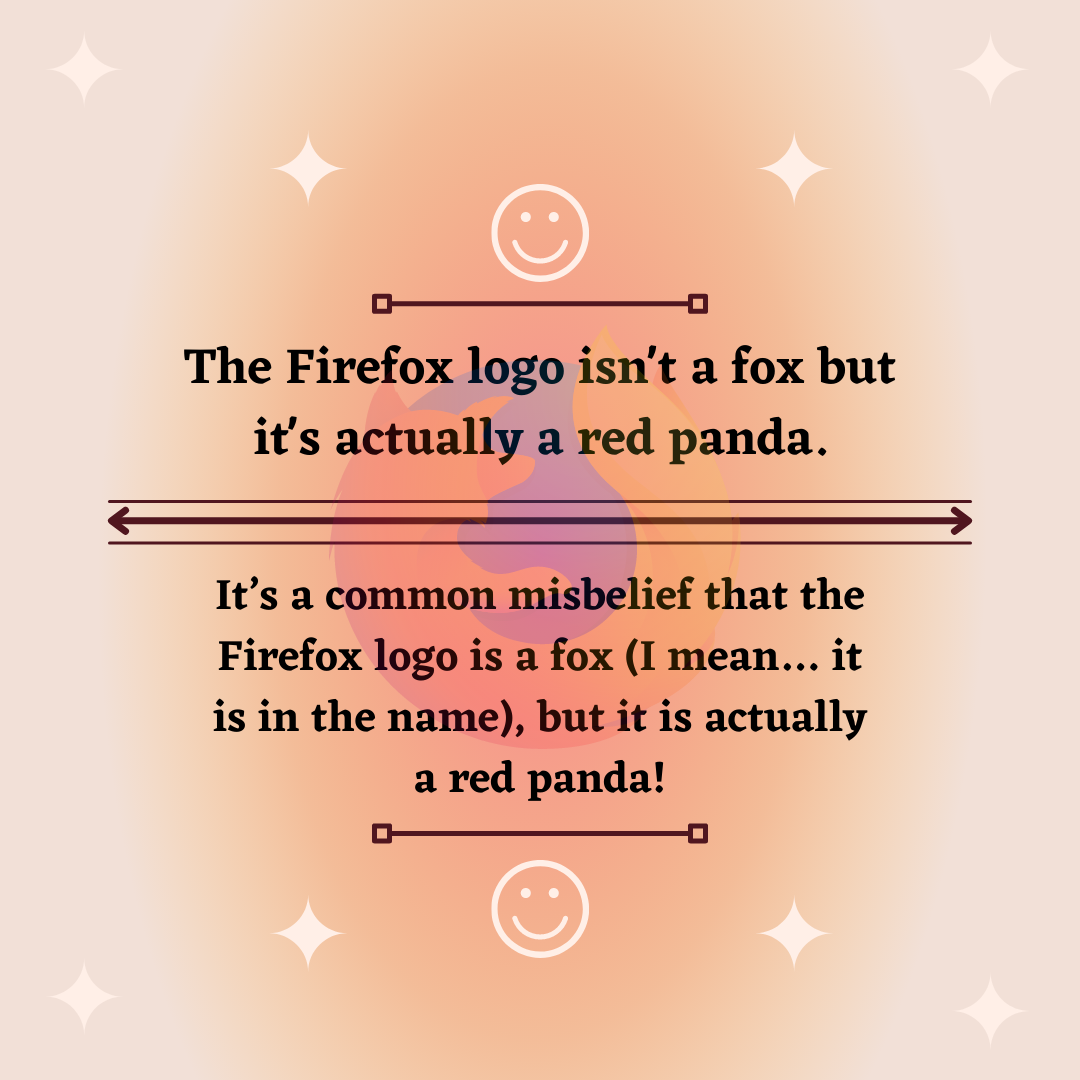 The Firefox logo isn't a fox but
it's actually a red panda.
It’s a common misbelief that the
Firefox logo is a fox (I mean... it
is in the name), but it is actually
a red panda!